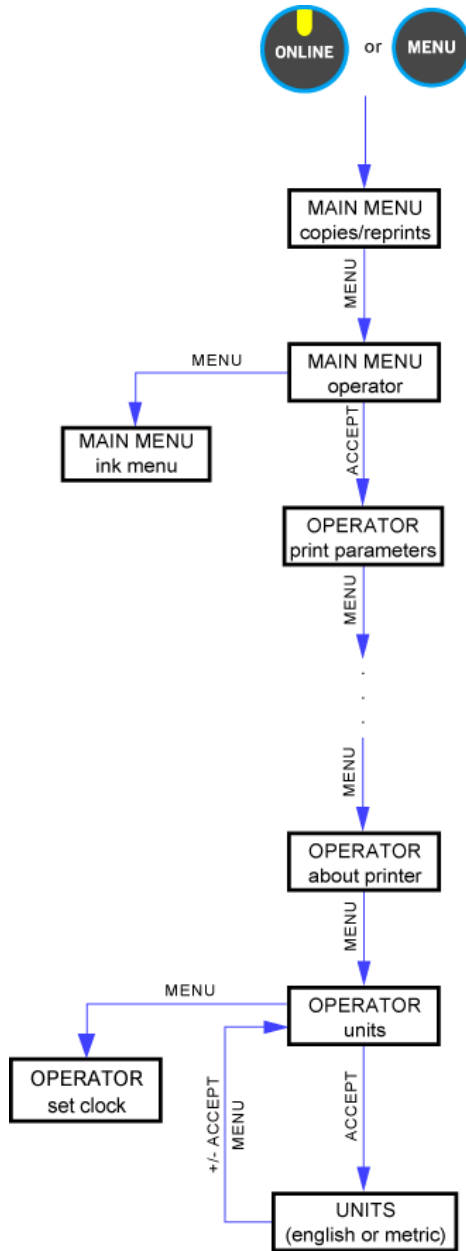 ONLINE or MENU
MAIN MENU
copies/reprints
MENU
MAIN MENU
operator
MENU
MAIN MENU
ink menu
ACCEPT
OPERATOR
print parameters
MENU
.
.
.
MENU
OPERATOR
about printer
MENU
OPERATOR
units
MENU
OPERATOR
set clock
+/- ACCEPT
MENU
ACCEPT
UNITS
(english or metric)